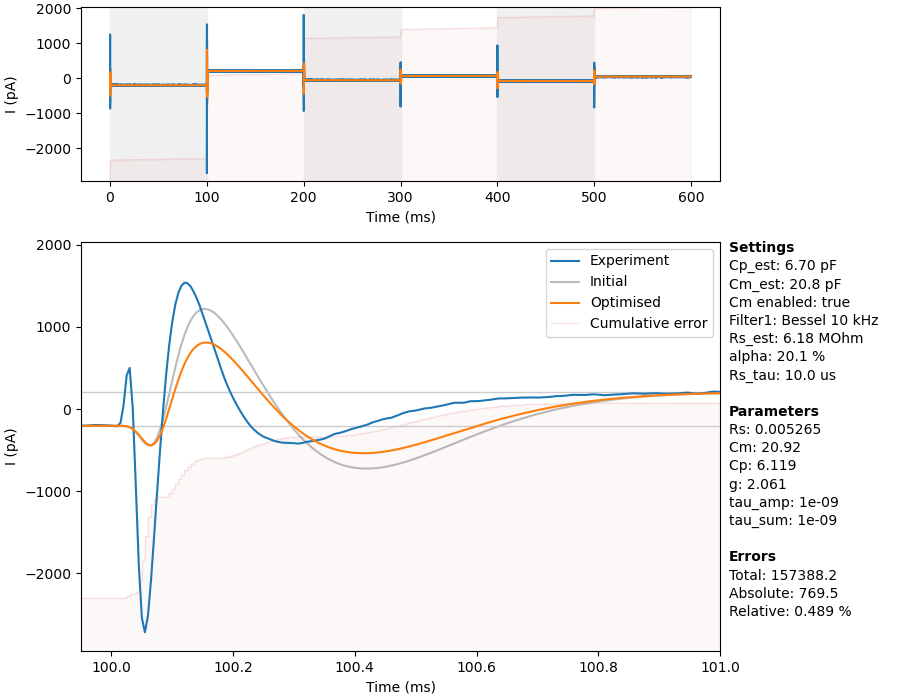 2000
1000
0
−1000
−2000
I (pA)
0
100
200
300
400
500
600
Time (ms)
2000
1000
0
−1000
−2000
I (pA)
Experiment
Initial
Optimised
Cumulative error
100.0
100.2
100.4
100.6
100.8
101.0
Time (ms)
Settings
Cp_est: 6.70 pF
Cm_est: 20.8 pF
Cm enabled: true
Filter1: Bessel 10 kHz
Rs_est: 6.18 MOhm
alpha: 20.1 %
Rs_tau: 10.0 us
Parameters
Rs: 0.005265
Cm: 20.92
Cp: 6.119
g: 2.061
tau_amp: 1e-09
tau_sum: 1e-09
Errors
Total: 157388.2
Absolute: 769.5
Relative: 0.489 %